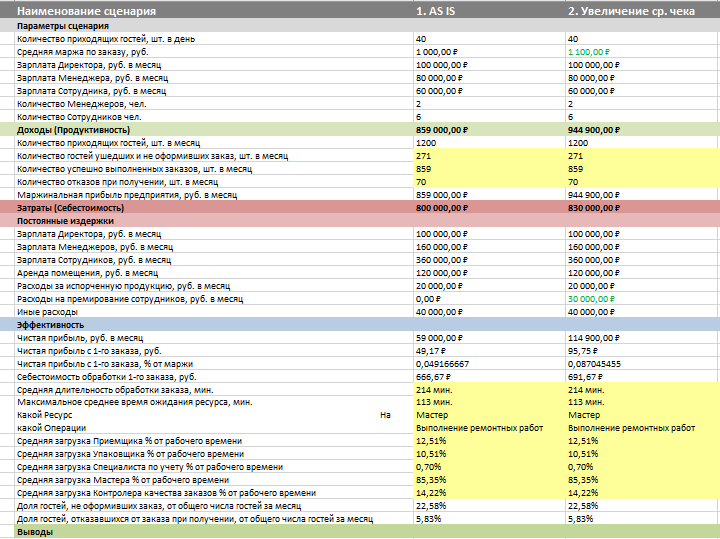 Наименование сценария 1. AS IS 2. Увеличение ср. чека
Параметры сценария
Количество приходящих гостей, шт. в день 40 40
Средняя маржа по заказу, руб. 1 000,00 ₽ 1 100,00 ₽
Зарплата Директора, руб. в месяц 100 000,00 ₽ 100 000,00 ₽
Зарплата Менеджера, руб. в месяц 80 000,00 ₽ 80 000,00 ₽
Зарплата Сотрудника, руб. в месяц 60 000,00 ₽ 60 000,00 ₽
Количество Менеджеров, чел. 2 2
Количество Сотрудников чел. 6 6
Доходы (Продуктивность) 859 000,00 ₽ 944 900,00 ₽
Количество приходящих гостей, шт. в месяц 1200 1200
Количество гостей ушедших и не оформивших заказ, шт. в месяц 271 271
Количество успешно выполненных заказов, шт. в месяц 859 859
Количество отказов при получении, шт. в месяц 70 70
Маржинальная прибыль предприятия, руб. в месяц 859 000,00 ₽ 944 900,00 ₽
Затраты (Себестоимость) 800 000,00 ₽ 830 000,00 ₽
Постоянные издержки
Зарплата Директора, руб. в месяц 100 000,00 ₽ 100 000,00 ₽
Зарплата Менеджеров, руб. в месяц 160 000,00 ₽ 160 000,00 ₽
Зарплата Сотрудников, руб. в месяц 360 000,00 ₽ 360 000,00 ₽
Аренда помещения, руб. в месяц 120 000,00 ₽ 120 000,00 ₽
Расходы за испорченную продукцию, руб. в месяц 20 000,00 ₽ 20 000,00 ₽
Расходы на премирование сотрудников, руб. в месяц 0,00 ₽ 30 000,00 ₽
Иные расходы 40 000,00 ₽ 40 000,00 ₽
Эффективность
Чистая прибыль, руб. в месяц 59 000,00 ₽ 114 900,00 ₽
Чистая прибыль с 1-го заказа, руб. 49,17 ₽ 95,75 ₽
Чистая прибыль с 1-го заказа, % от маржи 0,049166667 0,087045455
Себестоимость обработки 1-го заказа, руб. 666,67 ₽ 691,67 ₽
Средняя длительность обработки заказа, мин. 214 мин. 214 мин.
Максимальное среднее время ожидания ресурса, мин. 113 мин. 113 мин.
Какой Ресурс На Мастер Мастер
какой Операции Выполнение ремонтных работ Выполнение ремонтных работ
Средняя загрузка Приемщика % от рабочего времени 12,51% 12,51%
Средняя загрузка Упаковщика % от рабочего времени 10,51% 10,51%
Средняя загрузка Специалиста по учету % от рабочего времени 0,70% 0,70%
Средняя загрузка Мастера % от рабочего времени 85,35% 85,35%
Средняя загрузка Контролера качества заказов % от рабочего времени 14,22% 14,22%
Доля гостей, не оформивших заказ, от общего числа гостей за месяц 22,58% 22,58%
Доля гостей, отказавшихся от заказа при получении, от общего числа гостей за месяц 5,83% 5,83%
Выводы